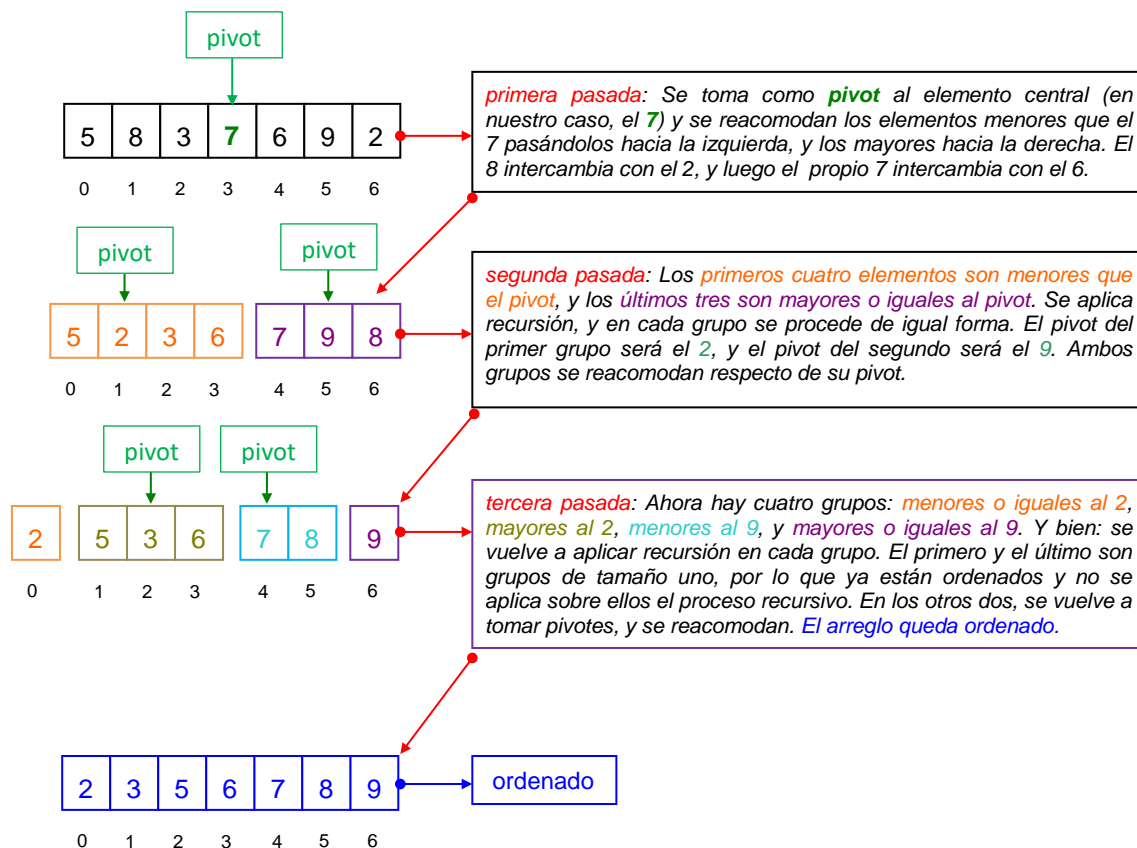 pivot
5 8 3 7 6 9 2
0 1 2 3 4 5 6
primera pasada: Se toma como pivot al elemento central (en
nuestro caso, el 7) y se reacomodan los elementos menores que el
7 pasándolos hacia la izquierda, y los mayores hacia la derecha. El
8 intercambia con el 2, y luego el propio 7 intercambia con el 6.
pivot pivot
5 2 3 6 7 9 8
0 1 2 3 4 5 6
segunda pasada: Los primeros cuatro elementos son menores que
el pivot, y los últimos tres son mayores o iguales al pivot. Se aplica
recursión, y en cada grupo se procede de igual forma. El pivot del
primer grupo será el 2, y el pivot del segundo será el 9. Ambos
grupos se reacomodan respecto de su pivot.
pivot pivot
2 5 3 6 7 8 9
0 1 2 3 4 5 6
tercera pasada: Ahora hay cuatro grupos: menores o iguales al 2,
mayores al 2, menores al 9, y mayores o iguales al 9. Y bien: se
vuelve a aplicar recursión en cada grupo. El primero y el último son
grupos de tamaño uno, por lo que ya están ordenados y no se
aplica sobre ellos el proceso recursivo. En los otros dos, se vuelve a
tomar pivotes, y se reacomodan. El arreglo queda ordenado.
2 3 5 6 7 8 9
0 1 2 3 4 5 6
ordenado